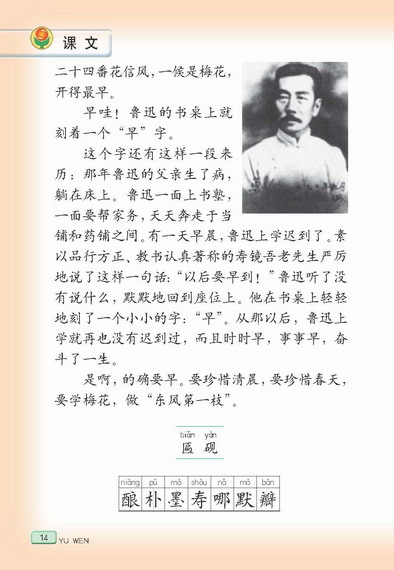 课文
二十四番花信风，一候是梅花，
开得最早。
早哇！鲁迅的书桌上就
刻着一个“早”字。
这个字还有这样一段来
历：那年鲁迅的父亲生了病，
躺在床上。鲁迅一面上书塾，
一面要帮家务，天天奔走于当
铺和药铺之间。有一天早晨，鲁迅上学迟到了。素
以品行方正、教书认真著称的寿镜吾老先生严厉
地说了这样一句话：“以后要早到！”鲁迅听了没
有说什么，默默地回到座位上。他在书桌上轻轻
地刻了一个小小的字：“早”。从那以后，鲁迅上
学就再也没有迟到过，而且时时早，事事早，奋
斗了一生。
是啊，的确要早。要珍惜清晨，要珍惜春天，
要学梅花，做“东风第一枝”。
biǎn yàn
匾 砚
niàng pǔ mò shòu nǎ mò bàn
酿朴墨寿哪默瓣
14 YU WEN